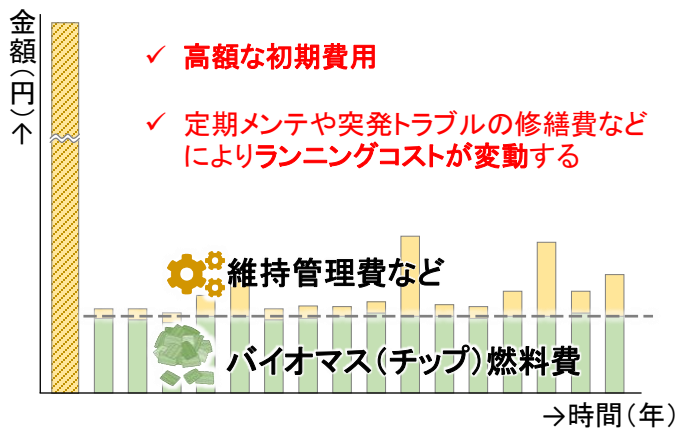 金額(円)↑
✓ 高額な初期費用
✓ 定期メンテや突発トラブルの修繕費など
によりランニングコストが変動する
維持管理費など
バイオマス(チップ)燃料費
→時間(年)